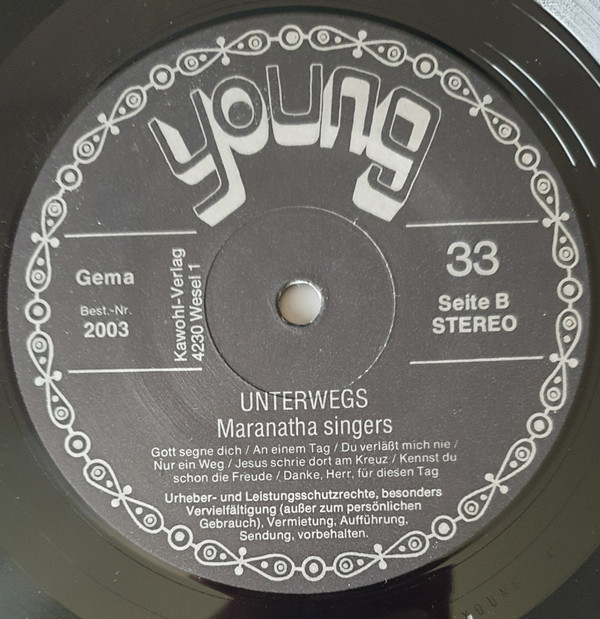 young
Gema
Best.-Nr.
2003
Kawohl-Verlag
4230 Wesel 1
33
Seite B
STEREO
UNTERWEGS
Maranatha singers
Gott segne dich / An einem Tag / Du verläßt mich nie /
Nur ein Weg / Jesus schrie dort am Kreuz / Kennst du
schon die Freude / Danke, Herr, für diesen Tag
Urheber- und Leistungsschutzrechte, besonders
Vervielfältigung (außer zum persönlichen
Gebrauch), Vermietung, Aufführung,
Sendung, vorbehalten.